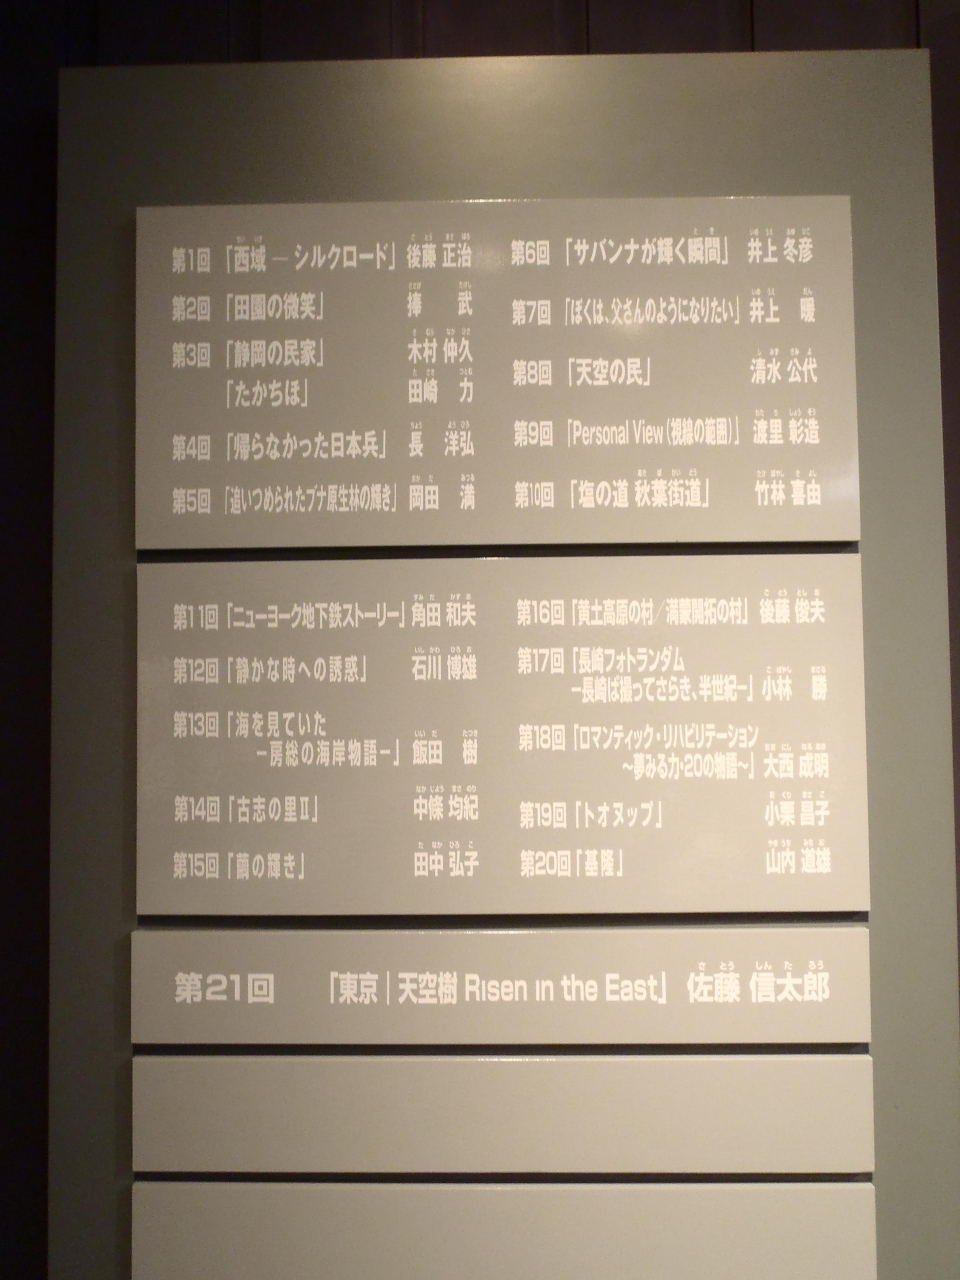 第1回 「西域 ― シルクロード」 後藤 正治
第2回 「田園の微笑」 捧 武
第3回 「静岡の民家」 木村 仲久
「たかちほ」 田崎 力
第4回 「帰らなかった日本兵」 長 洋弘
第5回 「追いつめられたブナ原生林の輝き」 岡田 満
第6回 「サバンナが輝く瞬間」 井上 冬彦
第7回 「ぼくは、父さんのようになりたい」 井上 暖
第8回 「天空の民」 清水 公代
第9回 「Personal View(視線の範囲)」 渡里 彰造
第10回 「塩の道 秋葉街道」 竹林 喜由
第11回 「ニューヨーク地下鉄ストーリー」 角田 和夫
第12回 「静かな時への誘惑」 石川 博雄
第13回 「海を見ていた
－房総の海岸物語－」 飯田 樹
第14回 「古志の里Ⅱ」 中條 均紀
第15回 「繭の輝き」 田中 弘子
第16回 「黄土高原の村/満蒙開拓の村」 後藤 俊夫
第17回 「長崎フォトランダム
－長崎ば撮ってさらき、半世紀－」 小林 勝
第18回 「ロマンティック・リハビリテーション
～夢みる力・20の物語～」 大西 成明
第19回 「トオヌップ」 小栗 昌子
第20回 「基隆」 山内 道雄
第21回 「東京｜天空樹 Risen in the East」 佐藤 信太郎